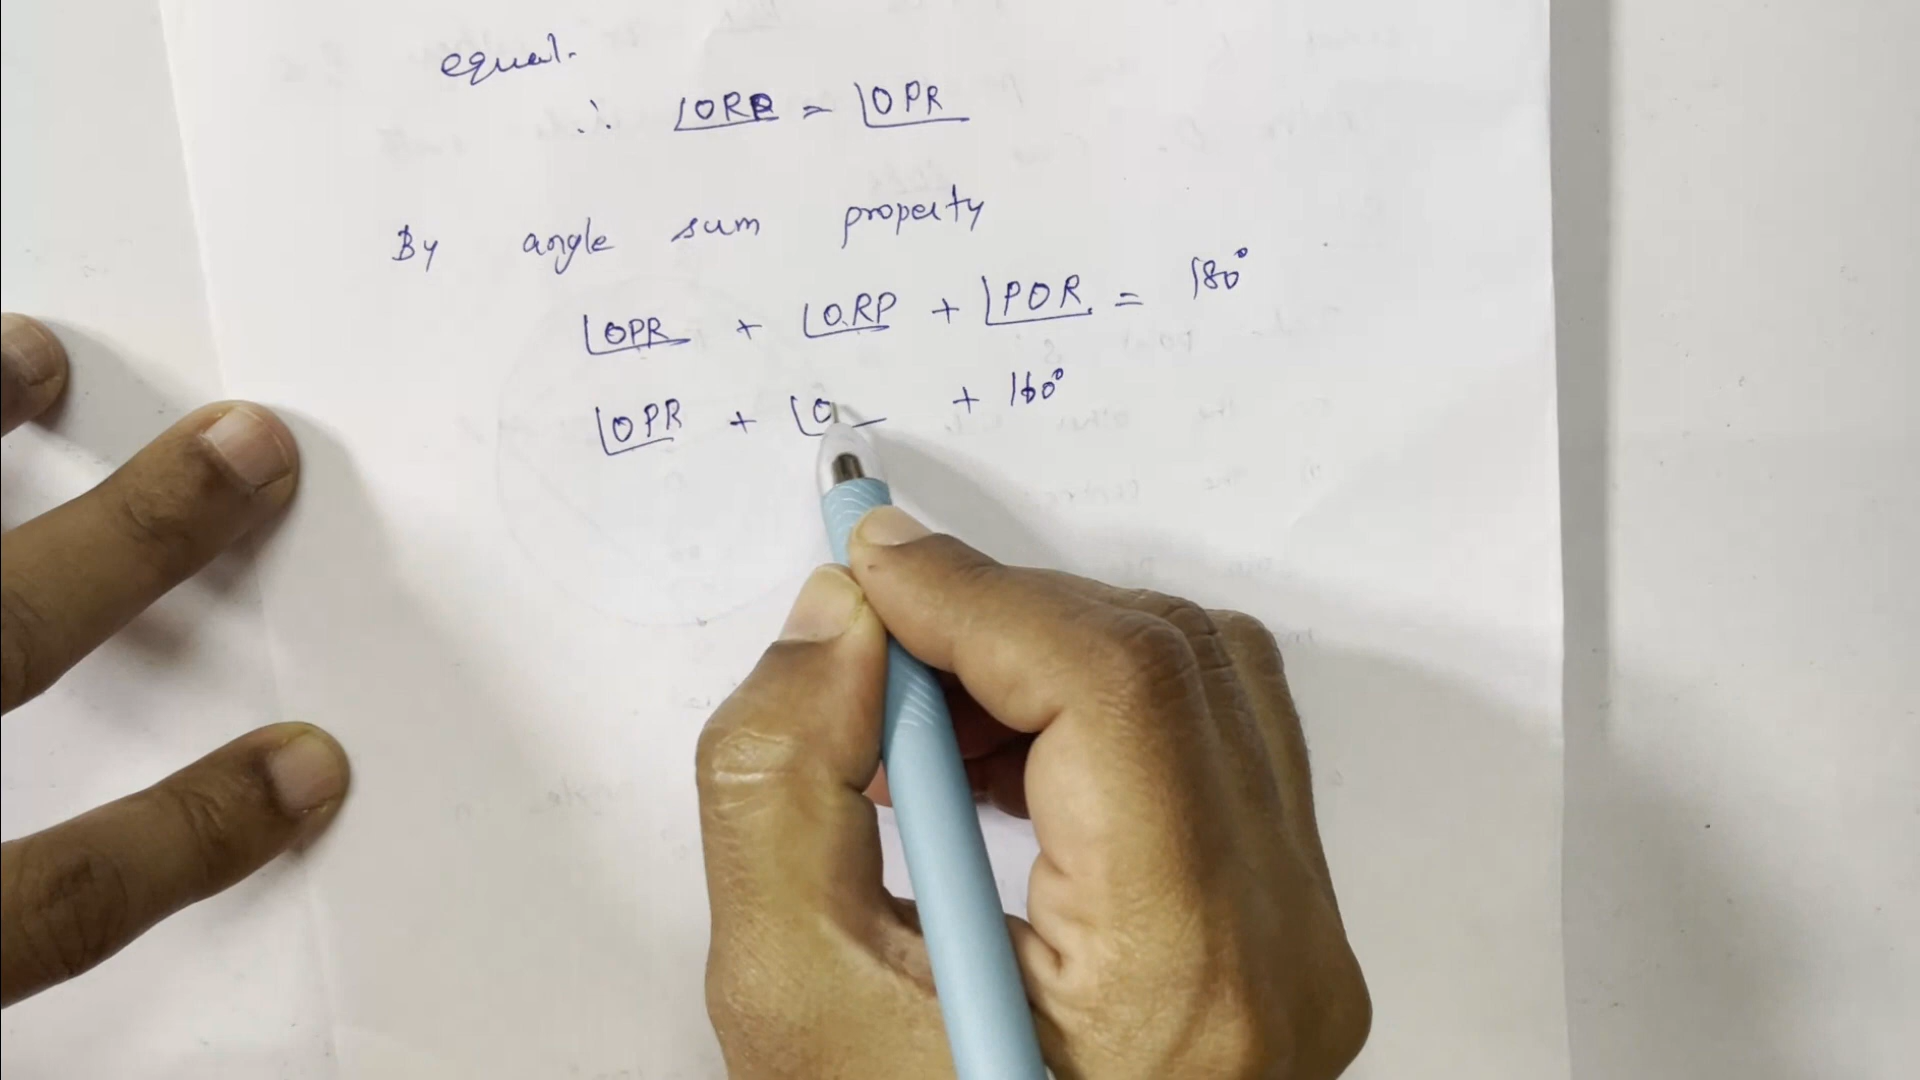 equal.
∴ ∠ORP = ∠OPR
By angle sum property
∠OPR + ∠ORP + ∠POR = 180°
∠OPR + ∠O + 160°